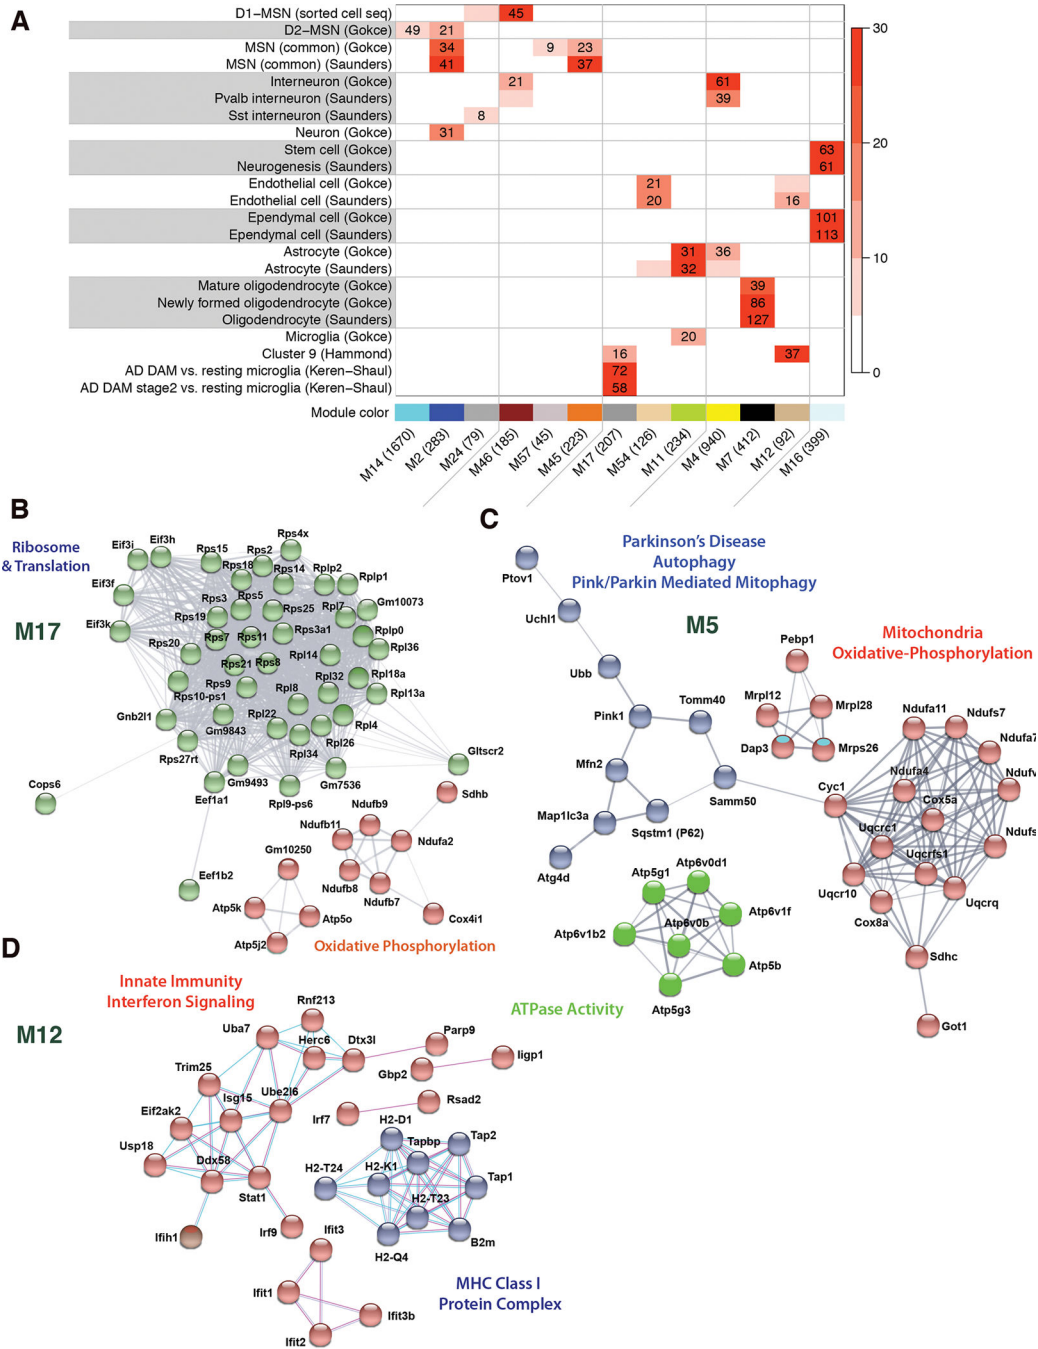 A
D1−MSN (sorted cell seq)
45
D2−MSN (Gokce)
49 21
MSN (common) (Gokce)
34 9 23
MSN (common) (Saunders)
41 37
Interneuron (Gokce)
21 61
Pvalb interneuron (Saunders)
39
Sst interneuron (Saunders)
8
Neuron (Gokce)
31
Stem cell (Gokce)
63
Neurogenesis (Saunders)
61
Endothelial cell (Gokce)
21
Endothelial cell (Saunders)
20 16
Ependymal cell (Gokce)
101
Ependymal cell (Saunders)
113
Astrocyte (Gokce)
31 36
Astrocyte (Saunders)
32
Mature oligodendrocyte (Gokce)
39
Newly formed oligodendrocyte (Gokce)
86
Oligodendrocyte (Saunders)
127
Microglia (Gokce)
20
Cluster 9 (Hammond)
16 37
AD DAM vs. resting microglia (Keren−Shaul)
72
AD DAM stage2 vs. resting microglia (Keren−Shaul)
58
Module color
M14 (1670)
M2 (283)
M24 (79)
M46 (185)
M57 (45)
M45 (223)
M17 (207)
M54 (126)
M11 (234)
M4 (940)
M7 (412)
M12 (92)
M16 (399)
30
20
10
0
B
Ribosome
& Translation
M17
Eif3i
Eif3h
Rps15
Rps2
Rps4x
Rps18
Rps14
Rplp2
Rplp1
Eif3f
Rps3
Rps5
Rps25
Rpl7
Gm10073
Eif3k
Rps19
Rps7
Rps11
Rps3a1
Rplp0
Rpl36
Rps20
Rps21
Rps8
Rpl14
Rpl18a
Rps9
Rpl32
Rpl13a
Rps10-ps1
Rpl8
Gnb2l1
Gm9843
Rpl22
Rpl4
Rpl26
Rpl34
Rps27rt
Gm9493
Gm7536
Gltscr2
Cops6
Eef1a1
Rpl9-ps6
Sdhb
Ndufb9
Ndufb11
Ndufa2
Gm10250
Ndufb8
Ndufb7
Eef1b2
Atp5k
Atp5o
Cox4i1
Atp5j2
Oxidative Phosphorylation
C
Parkinson's Disease
Autophagy
Pink/Parkin Mediated Mitophagy
M5
Ptov1
Uchl1
Ubb
Pink1
Tomm40
Mfn2
Samm50
Map1lc3a
Sqstm1 (P62)
Atg4d
Mitochondria
Oxidative-Phosphorylation
Pebp1
Mrpl12
Mrpl28
Dap3
Mrps26
Ndufa11
Ndufs7
Ndufa7
Ndufa4
Ndufv
Cyc1
Cox5a
Uqcrc1
Ndufs
Uqcrfs1
Uqcr10
Uqcrq
Cox8a
Sdhc
Got1
Atp5g1
Atp6v0d1
Atp6v1b2
Atp6v0b
Atp6v1f
Atp5b
Atp5g3
ATPase Activity
D
Innate Immunity
Interferon Signaling
M12
Rnf213
Uba7
Herc6
Dtx3l
Parp9
Gbp2
Iigp1
Trim25
Isg15
Ube2l6
Irf7
Rsad2
Eif2ak2
Usp18
Ddx58
Stat1
Ifih1
Irf9
H2-D1
Tapbp
Tap2
H2-T24
H2-K1
Tap1
H2-T23
H2-Q4
B2m
Ifit3
Ifit1
Ifit3b
Ifit2
MHC Class I
Protein Complex